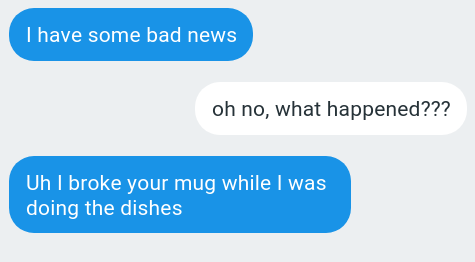 I have some bad news
oh no, what happened???
Uh I broke your mug while I was
doing the dishes